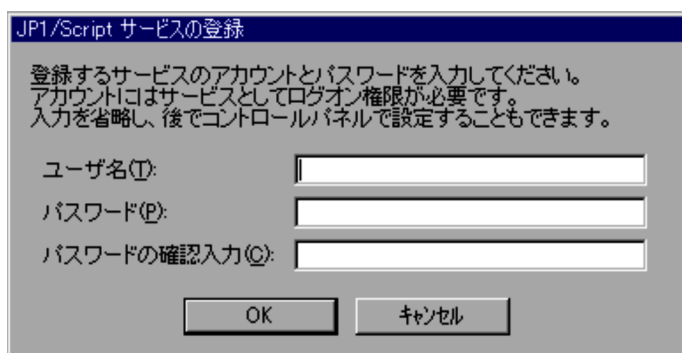 JP1/Script サービスの登録
登録するサービスのアカウントとパスワードを入力してください。
アカウントにはサービスとしてログオン権限が必要です。
入力を省略し、後でコントロールパネルで設定することもできます。
ユーザ名(T):
パスワード(P):
パスワードの確認入力(C):
OK ｷｬﾝｾﾙ